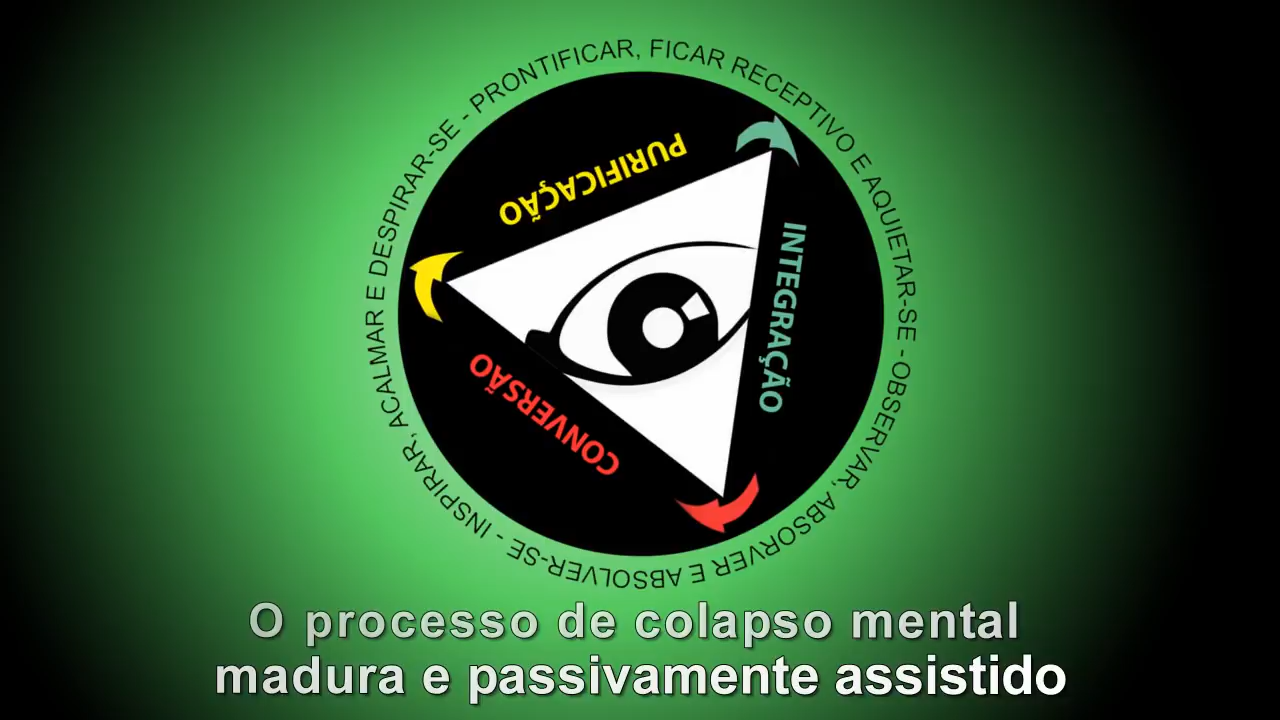 PRONTIFICAR, FICAR RECEPTIVO E AQUIETAR-SE - OBSERVAR, ABSORVER E ABSOLVER-SE - INSPIRAR, ACALMAR E DESPIRAR-SE -
PURIFICAÇÃO
INTEGRAÇÃO
CONVERSÃO
O processo de colapso mental
madura e passivamente assistido